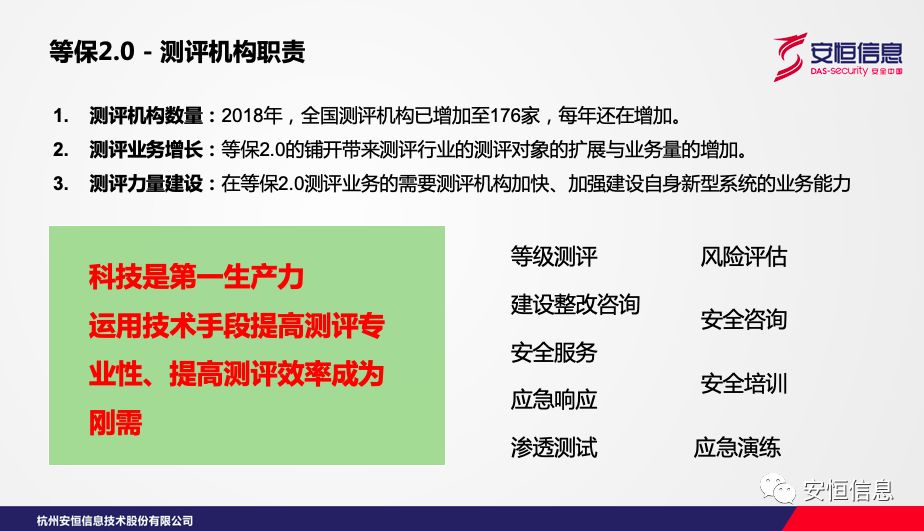 等保2.0 - 测评机构职责
安恒信息
DAS-security 安全中国
1. 测评机构数量：2018年，全国测评机构已增加至176家，每年还在增加。
2. 测评业务增长：等保2.0的铺开带来测评行业的测评对象的扩展与业务量的增加。
3. 测评力量建设：在等保2.0测评业务的需要测评机构加快、加强建设自身新型系统的业务能力
科技是第一生产力
运用技术手段提高测评专
业性、提高测评效率成为
刚需
等级测评
建设整改咨询
安全服务
应急响应
渗透测试
风险评估
安全咨询
安全培训
应急演练
安恒信息
杭州安恒信息技术股份有限公司